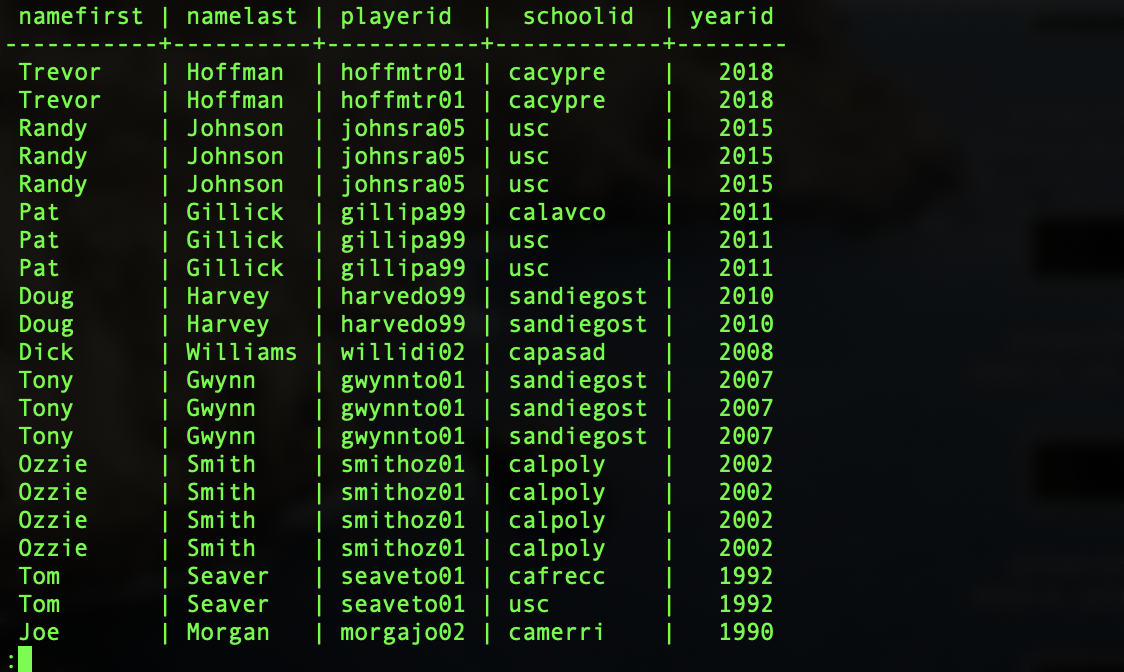 namefirst | namelast | playerid  |  schoolid  | yearid
-----------+----------+-----------+------------+--------
 Trevor    | Hoffman  | hoffmtr01 | cacypre    |   2018
 Trevor    | Hoffman  | hoffmtr01 | cacypre    |   2018
 Randy     | Johnson  | johnsra05 | usc        |   2015
 Randy     | Johnson  | johnsra05 | usc        |   2015
 Randy     | Johnson  | johnsra05 | usc        |   2015
 Pat       | Gillick  | gillipa99 | calavco    |   2011
 Pat       | Gillick  | gillipa99 | usc        |   2011
 Pat       | Gillick  | gillipa99 | usc        |   2011
 Doug      | Harvey   | harvedo99 | sandiegost |   2010
 Doug      | Harvey   | harvedo99 | sandiegost |   2010
 Dick      | Williams | willidi02 | capasad    |   2008
 Tony      | Gwynn    | gwynnto01 | sandiegost |   2007
 Tony      | Gwynn    | gwynnto01 | sandiegost |   2007
 Tony      | Gwynn    | gwynnto01 | sandiegost |   2007
 Ozzie     | Smith    | smithoz01 | calpoly    |   2002
 Ozzie     | Smith    | smithoz01 | calpoly    |   2002
 Ozzie     | Smith    | smithoz01 | calpoly    |   2002
 Ozzie     | Smith    | smithoz01 | calpoly    |   2002
 Tom       | Seaver   | seaveto01 | cafrecc    |   1992
 Tom       | Seaver   | seaveto01 | usc        |   1992
 Joe       | Morgan   | morgajo02 | camerri    |   1990
: